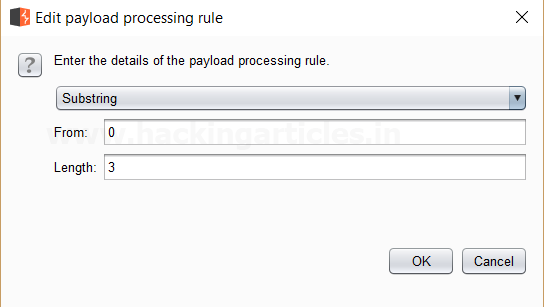 Edit payload processing rule
Enter the details of the payload processing rule.
Substring
From: 0
www.hackingarticles.in
Length: 3
OK Cancel